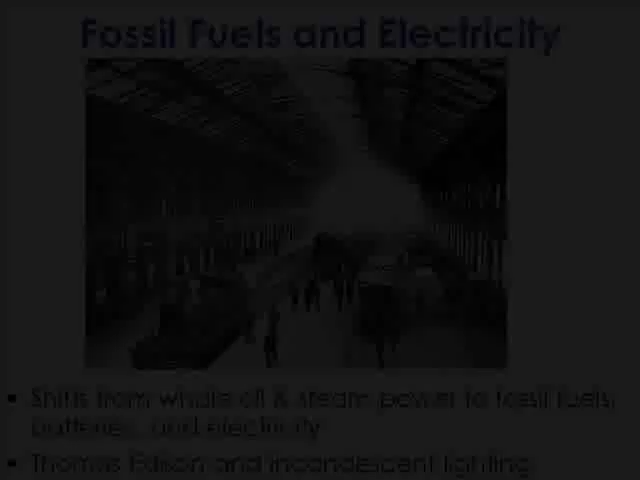 Fossil Fuels and Electricity
• Shifts from whale oil & steam power to fossil fuels,
batteries, and electricity
• Thomas Edison and incandescent lighting